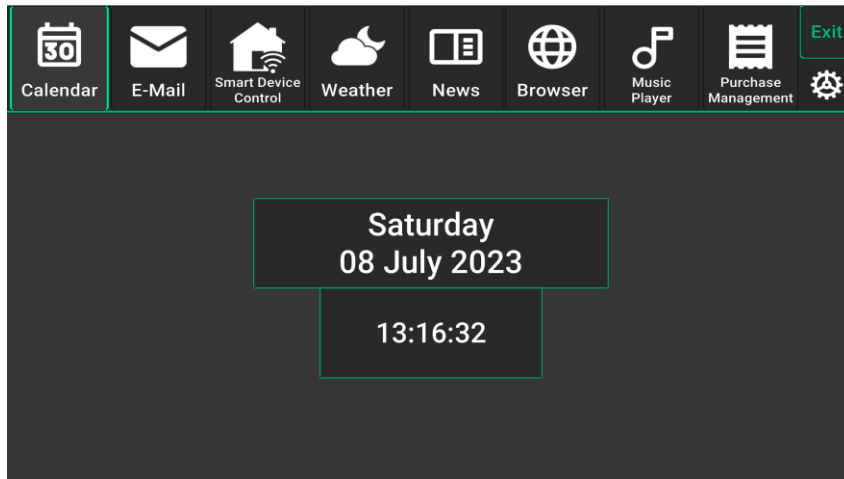 30
Calendar
E-Mail
Smart Device
Control
Weather
News
Browser
Music
Player
Purchase
Management
Exit
Saturday
08 July 2023
13:16:32